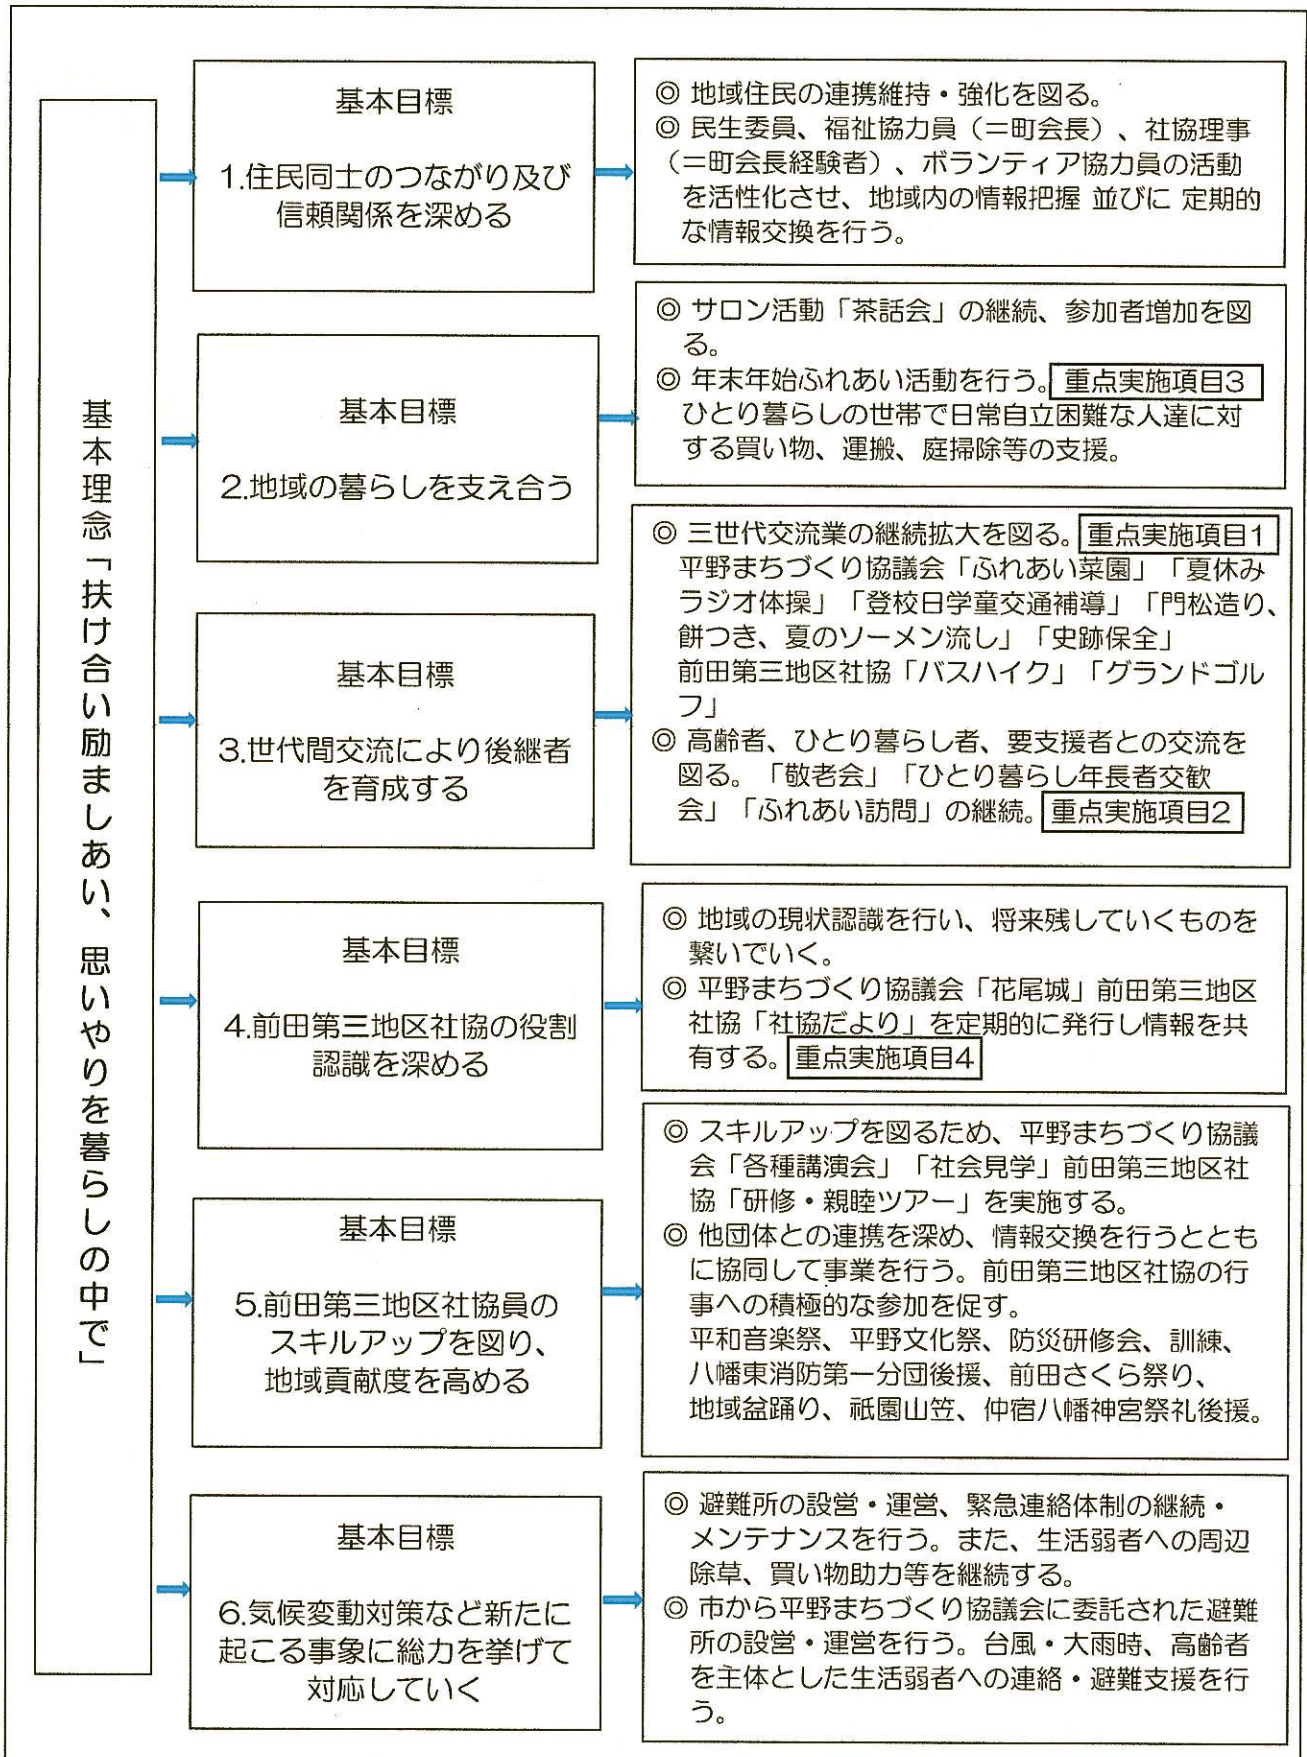 基本理念「扶け合い励ましあい、思いやりを暮らしの中で」
基本目標
1.住民同士のつながり及び
信頼関係を深める
◎ 地域住民の連携維持・強化を図る。
◎ 民生委員、福祉協力員（＝町会長）、社協理事
（＝町会長経験者）、ボランティア協力員の活動
を活性化させ、地域内の情報把握 並びに 定期的
な情報交換を行う。
基本目標
2.地域の暮らしを支え合う
◎ サロン活動「茶話会」の継続、参加者増加を図
る。
◎ 年末年始ふれあい活動を行う。重点実施項目3
ひとり暮らしの世帯で日常自立困難な人達に対
する買い物、運搬、庭掃除等の支援。
基本目標
3.世代間交流により後継者
を育成する
◎ 三世代交流業の継続拡大を図る。重点実施項目1
平野まちづくり協議会「ふれあい菜園」「夏休み
ラジオ体操」「登校日学童交通補導」「門松造り、
餅つき、夏のソーメン流し」「史跡保全」
前田第三地区社協「バスハイク」「グランドゴル
フ」
◎ 高齢者、ひとり暮らし者、要支援者との交流を
図る。「敬老会」「ひとり暮らし年長者交歓
会」「ふれあい訪問」の継続。重点実施項目2
基本目標
4.前田第三地区社協の役割
認識を深める
◎ 地域の現状認識を行い、将来残していくものを
繋いでいく。
◎ 平野まちづくり協議会「花尾城」前田第三地区
社協「社協だより」を定期的に発行し情報を共
有する。重点実施項目4
基本目標
5.前田第三地区社協員の
スキルアップを図り、
地域貢献度を高める
◎ スキルアップを図るため、平野まちづくり協議
会「各種講演会」「社会見学」前田第三地区社
協「研修・親睦ツアー」を実施する。
◎ 他団体との連携を深め、情報交換を行うととも
に協同して事業を行う。前田第三地区社協の行
事への積極的な参加を促す。
平和音楽祭、平野文化祭、防災研修会、訓練、
八幡東消防第一分団後援、前田さくら祭り、
地域盆踊り、祇園山笠、仲宿八幡神宮祭礼後援。
基本目標
6.気候変動対策など新たに
起こる事象に総力を挙げて
対応していく
◎ 避難所の設営・運営、緊急連絡体制の継続・
メンテナンスを行う。また、生活弱者への周辺
除草、買い物助力等を継続する。
◎ 市から平野まちづくり協議会に委託された避難
所の設営・運営を行う。台風・大雨時、高齢者
を主体とした生活弱者への連絡・避難支援を行
う。